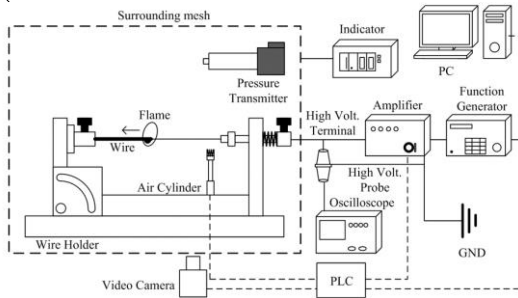 Surrounding mesh
Indicator
PC
Pressure
Transmitter
Flame
Wire
High Volt.
Terminal
Amplifier
Function
Generator
Air Cylinder
High Volt.
Probe
Oscilloscope
Wire Holder
GND
Video Camera
PLC